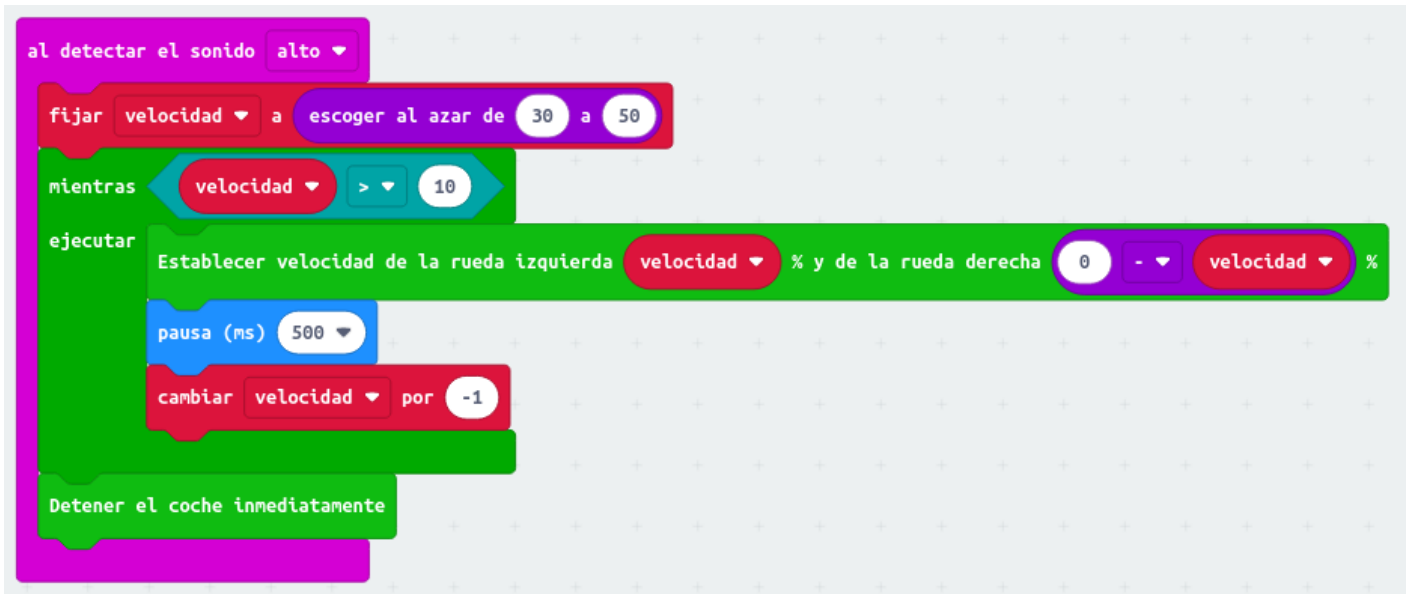 al detectar el sonido alto
fijar velocidad a escoger al azar de 30 a 50
mientras velocidad > 10
ejecutar
Establecer velocidad de la rueda izquierda velocidad % y de la rueda derecha 0 - velocidad %
pausa (ms) 500
cambiar velocidad por -1
Detener el coche inmediatamente